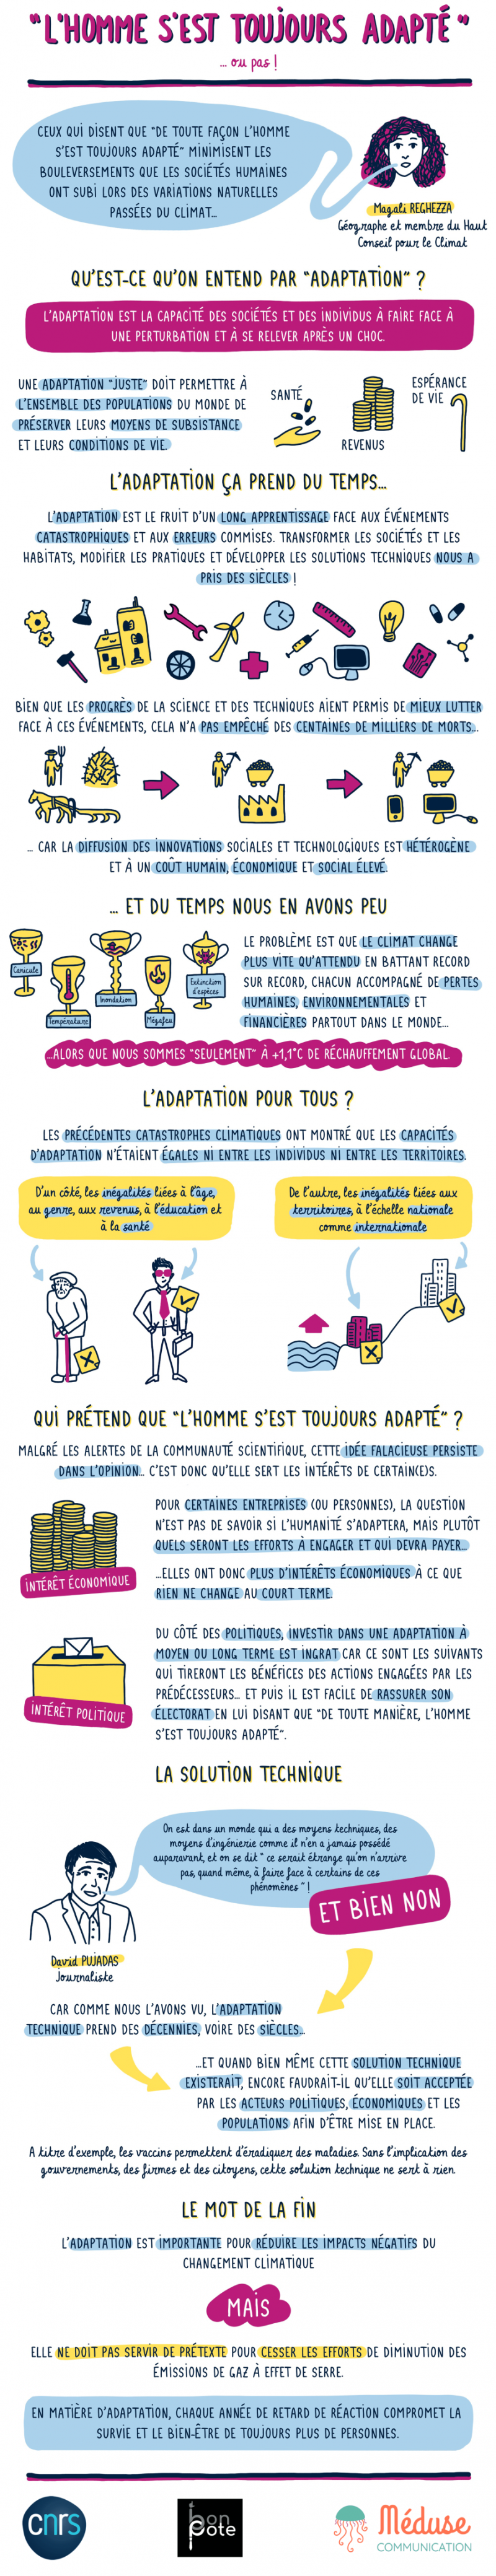 "L'HOMME S'EST TOUJOURS ADAPTÉ"
... ou pas !
CEUX QUI DISENT QUE "DE TOUTE FAÇON L'HOMME
S'EST TOUJOURS ADAPTÉ" MINIMISENT LES
BOULEVERSEMENTS QUE LES SOCIÉTÉS HUMAINES
ONT SUBI LORS DES VARIATIONS NATURELLES
PASSÉES DU CLIMAT...
Magali REGHEZZA
Géographe et membre du Haut
Conseil pour le Climat
QU'EST-CE QU'ON ENTEND PAR "ADAPTATION" ?
L'ADAPTATION EST LA CAPACITÉ DES SOCIÉTÉS ET DES INDIVIDUS À FAIRE FACE À
UNE PERTURBATION ET À SE RELEVER APRÈS UN CHOC.
UNE ADAPTATION "JUSTE" DOIT PERMETTRE À
L'ENSEMBLE DES POPULATIONS DU MONDE DE
PRÉSERVER LEURS MOYENS DE SUBSISTANCE
ET LEURS CONDITIONS DE VIE.
SANTÉ
REVENUS
ESPÉRANCE
DE VIE
L'ADAPTATION ÇA PREND DU TEMPS...
L'ADAPTATION EST LE FRUIT D'UN LONG APPRENTISSAGE FACE AUX ÉVÉNEMENTS
CATASTROPHIQUES ET AUX ERREURS COMMISES. TRANSFORMER LES SOCIÉTÉS ET LES
HABITATS, MODIFIER LES PRATIQUES ET DÉVELOPPER LES SOLUTIONS TECHNIQUES NOUS A
PRIS DES SIÈCLES !
BIEN QUE LES PROGRÈS DE LA SCIENCE ET DES TECHNIQUES AIENT PERMIS DE MIEUX LUTTER
FACE À CES ÉVÉNEMENTS, CELA N'A PAS EMPÊCHÉ DES CENTAINES DE MILLIERS DE MORTS...
... CAR LA DIFFUSION DES INNOVATIONS SOCIALES ET TECHNOLOGIQUES EST HÉTÉROGÈNE
ET À UN COÛT HUMAIN, ÉCONOMIQUE ET SOCIAL ÉLEVÉ.
... ET DU TEMPS NOUS EN AVONS PEU
Canicule
Température
Inondation
Mégafeu
Extinction
d'espèces
LE PROBLÈME EST QUE LE CLIMAT CHANGE
PLUS VITE QU'ATTENDU EN BATTANT RECORD
SUR RECORD, CHACUN ACCOMPAGNÉ DE PERTES
HUMAINES, ENVIRONNEMENTALES ET
FINANCIÈRES PARTOUT DANS LE MONDE...
...ALORS QUE NOUS SOMMES "SEULEMENT" À +1,1°C DE RÉCHAUFFEMENT GLOBAL.
L'ADAPTATION POUR TOUS ?
LES PRÉCÉDENTES CATASTROPHES CLIMATIQUES ONT MONTRÉ QUE LES CAPACITÉS
D'ADAPTATION N'ÉTAIENT ÉGALES NI ENTRE LES INDIVIDUS NI ENTRE LES TERRITOIRES.
D'un côté, les inégalités liées à l'âge,
au genre, aux revenus, à l'éducation et
à la santé
De l'autre, les inégalités liées aux
territoires, à l'échelle nationale
comme internationale
QUI PRÉTEND QUE "L'HOMME S'EST TOUJOURS ADAPTÉ" ?
MALGRÉ LES ALERTES DE LA COMMUNAUTÉ SCIENTIFIQUE, CETTE IDÉE FALACIEUSE PERSISTE
DANS L'OPINION... C'EST DONC QU'ELLE SERT LES INTÉRÊTS DE CERTAIN(E)S.
INTÉRÊT ÉCONOMIQUE
POUR CERTAINES ENTREPRISES (OU PERSONNES), LA QUESTION
N'EST PAS DE SAVOIR SI L'HUMANITÉ S'ADAPTERA, MAIS PLUTÔT
QUELS SERONT LES EFFORTS À ENGAGER ET QUI DEVRA PAYER...
...ELLES ONT DONC PLUS D'INTÉRÊTS ÉCONOMIQUES À CE QUE
RIEN NE CHANGE AU COURT TERME.
INTÉRÊT POLITIQUE
DU CÔTÉ DES POLITIQUES, INVESTIR DANS UNE ADAPTATION À
MOYEN OU LONG TERME EST INGRAT CAR CE SONT LES SUIVANTS
QUI TIRERONT LES BÉNÉFICES DES ACTIONS ENGAGÉES PAR LES
PRÉDÉCESSEURS... ET PUIS IL EST FACILE DE RASSURER SON
ÉLECTORAT EN LUI DISANT QUE "DE TOUTE MANIÈRE, L'HOMME
S'EST TOUJOURS ADAPTÉ".
LA SOLUTION TECHNIQUE
On est dans un monde qui a des moyens techniques, des
moyens d'ingénierie comme il n'en a jamais possédé
auparavant, et on se dit " ce serait étrange qu'on n'arrive
pas, quand même, à faire face à certains de ces
phénomènes " !
ET BIEN NON
David PUJADAS
Journaliste
CAR COMME NOUS L'AVONS VU, L'ADAPTATION
TECHNIQUE PREND DES DÉCENNIES, VOIRE DES SIÈCLES...
...ET QUAND BIEN MÊME CETTE SOLUTION TECHNIQUE
EXISTERAIT, ENCORE FAUDRAIT-IL QU'ELLE SOIT ACCEPTÉE
PAR LES ACTEURS POLITIQUES, ÉCONOMIQUES ET LES
POPULATIONS AFIN D'ÊTRE MISE EN PLACE.
A titre d'exemple, les vaccins permettent d'éradiquer des maladies. Sans l'implication des
gouvernements, des firmes et des citoyens, cette solution technique ne sert à rien.
LE MOT DE LA FIN
L'ADAPTATION EST IMPORTANTE POUR RÉDUIRE LES IMPACTS NÉGATIFS DU
CHANGEMENT CLIMATIQUE
MAIS
ELLE NE DOIT PAS SERVIR DE PRÉTEXTE POUR CESSER LES EFFORTS DE DIMINUTION DES
ÉMISSIONS DE GAZ À EFFET DE SERRE.
EN MATIÈRE D'ADAPTATION, CHAQUE ANNÉE DE RETARD DE RÉACTION COMPROMET LA
SURVIE ET LE BIEN-ÊTRE DE TOUJOURS PLUS DE PERSONNES.
cnrs
bon
pote
Méduse
COMMUNICATION